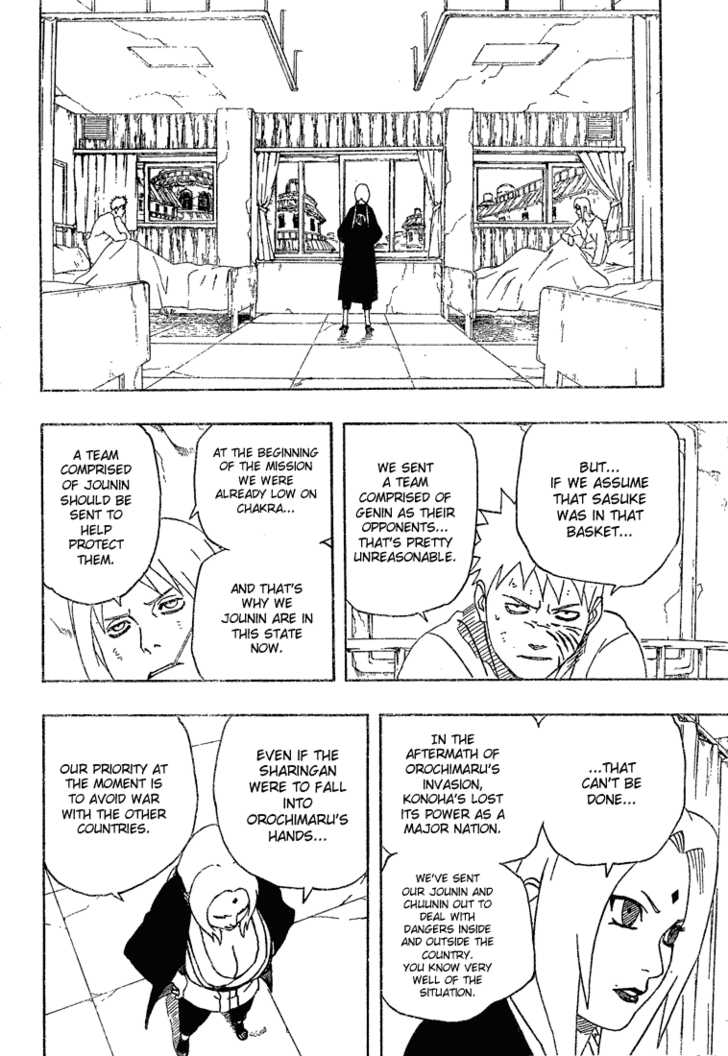 BUT...
IF WE ASSUME
THAT SASUKE
WAS IN THAT
BASKET...
WE SENT
A TEAM
COMPRISED OF
GENIN AS THEIR
OPPONENTS...
THAT'S PRETTY
UNREASONABLE.
AT THE BEGINNING
OF THE MISSION
WE WERE
ALREADY LOW ON
CHAKRA...
AND THAT'S
WHY WE
JOUNIN ARE
IN THIS STATE
NOW.
A TEAM
COMPRISED
OF JOUNIN
SHOULD BE
SENT TO
HELP
PROTECT
THEM.
...THAT
CAN'T BE
DONE...
IN THE
AFTERMATH OF
OROCHIMARU'S
INVASION,
KONOHA'S LOST
ITS POWER AS A
MAJOR NATION.
WE'VE SENT
OUR JOUNIN AND
CHUUNIN OUT TO
DEAL WITH
DANGERS INSIDE
AND OUTSIDE THE
COUNTRY.
YOU KNOW VERY
WELL OF THE
SITUATION.
EVEN IF THE
SHARINGAN
WERE TO FALL
INTO
OROCHIMARU'S
HANDS...
OUR PRIORITY AT
THE MOMENT IS
TO AVOID WAR
WITH THE OTHER
COUNTRIES.